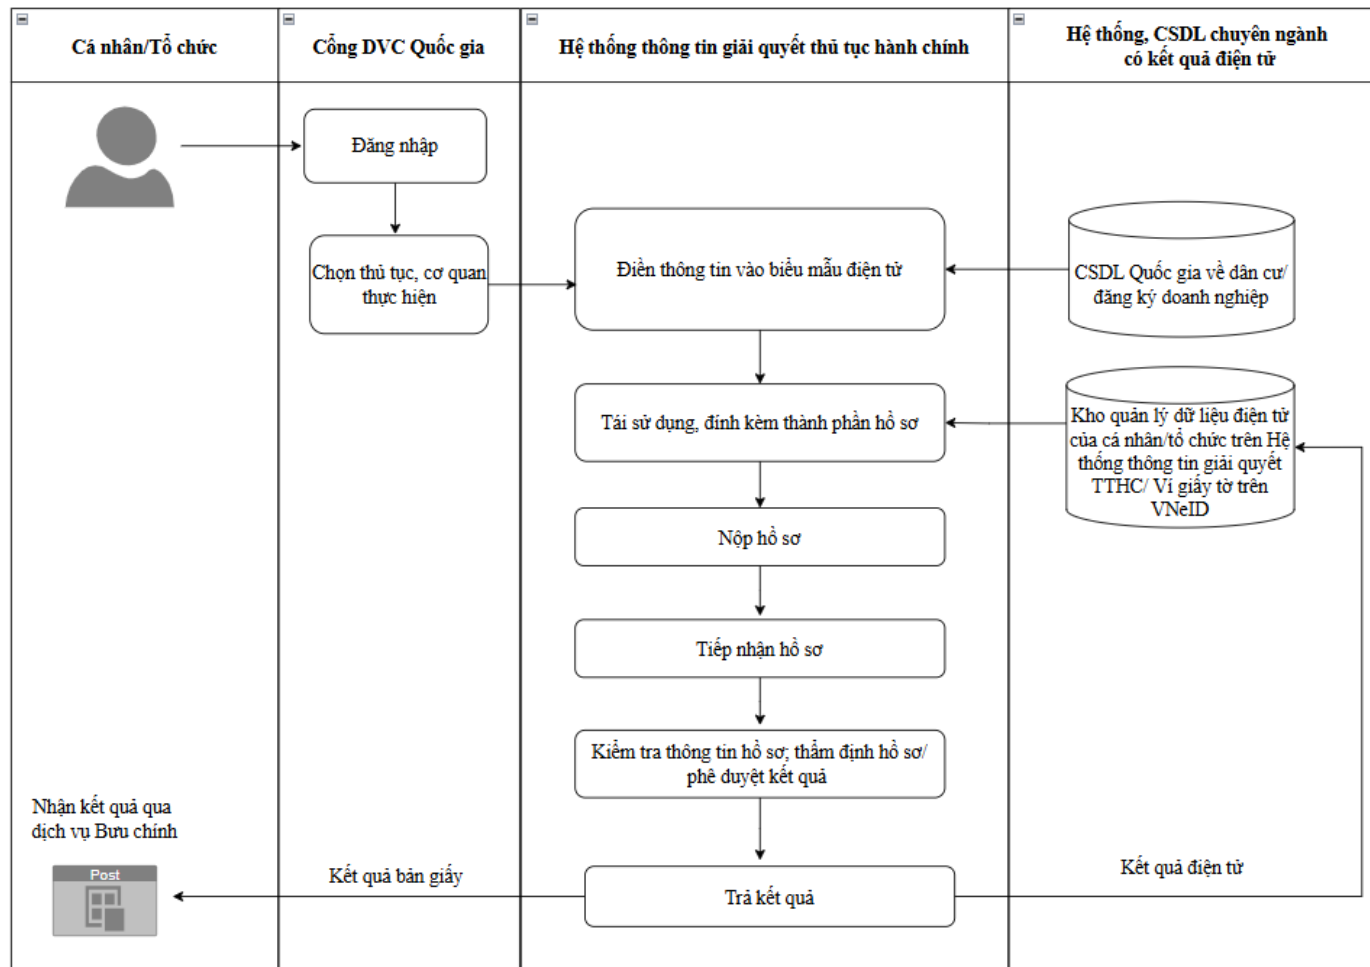 Cá nhân/Tổ chức
Cổng DVC Quốc gia
Hệ thống thông tin giải quyết thủ tục hành chính
Hệ thống, CSDL chuyên ngành
có kết quả điện tử
Đăng nhập
Chọn thủ tục, cơ quan
thực hiện
Điền thông tin vào biểu mẫu điện tử
CSDL Quốc gia về dân cư/
đăng ký doanh nghiệp
Tái sử dụng, đính kèm thành phần hồ sơ
Kho quản lý dữ liệu điện tử
của cá nhân/tổ chức trên Hệ
thống thông tin giải quyết
TTHC/ Ví giấy tờ trên
VNeID
Nộp hồ sơ
Tiếp nhận hồ sơ
Kiểm tra thông tin hồ sơ; thẩm định hồ sơ/
phê duyệt kết quả
Nhận kết quả qua
dịch vụ Bưu chính
Post
Kết quả bản giấy
Trả kết quả
Kết quả điện tử